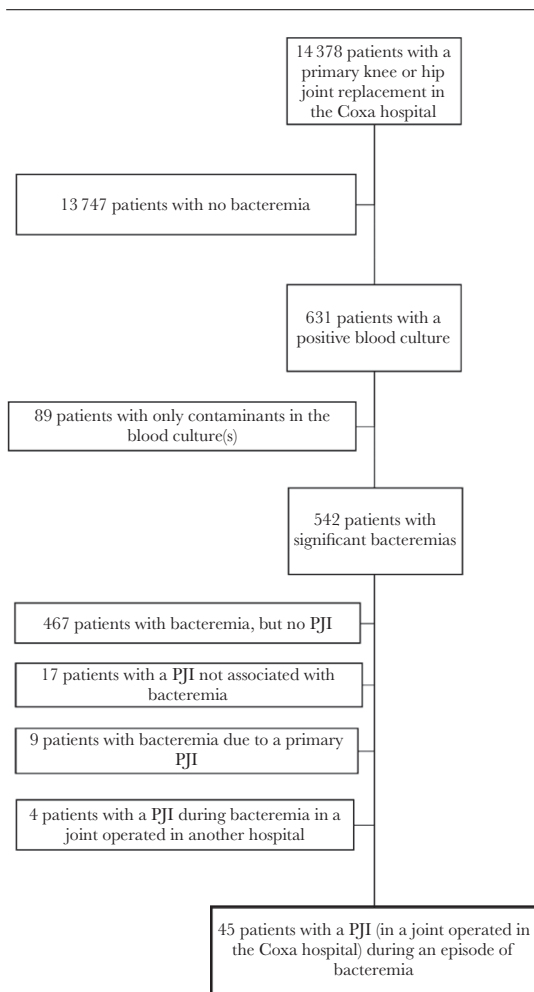 14 378 patients with a
primary knee or hip
joint replacement in
the Coxa hospital
13 747 patients with no bacteremia
631 patients with a
positive blood culture
89 patients with only contaminants in the
blood culture(s)
542 patients with
significant bacteremias
467 patients with bacteremia, but no PJI
17 patients with a PJI not associated with
bacteremia
9 patients with bacteremia due to a primary
PJI
4 patients with a PJI during bacteremia in a
joint operated in another hospital
45 patients with a PJI (in a joint operated in
the Coxa hospital) during an episode of
bacteremia